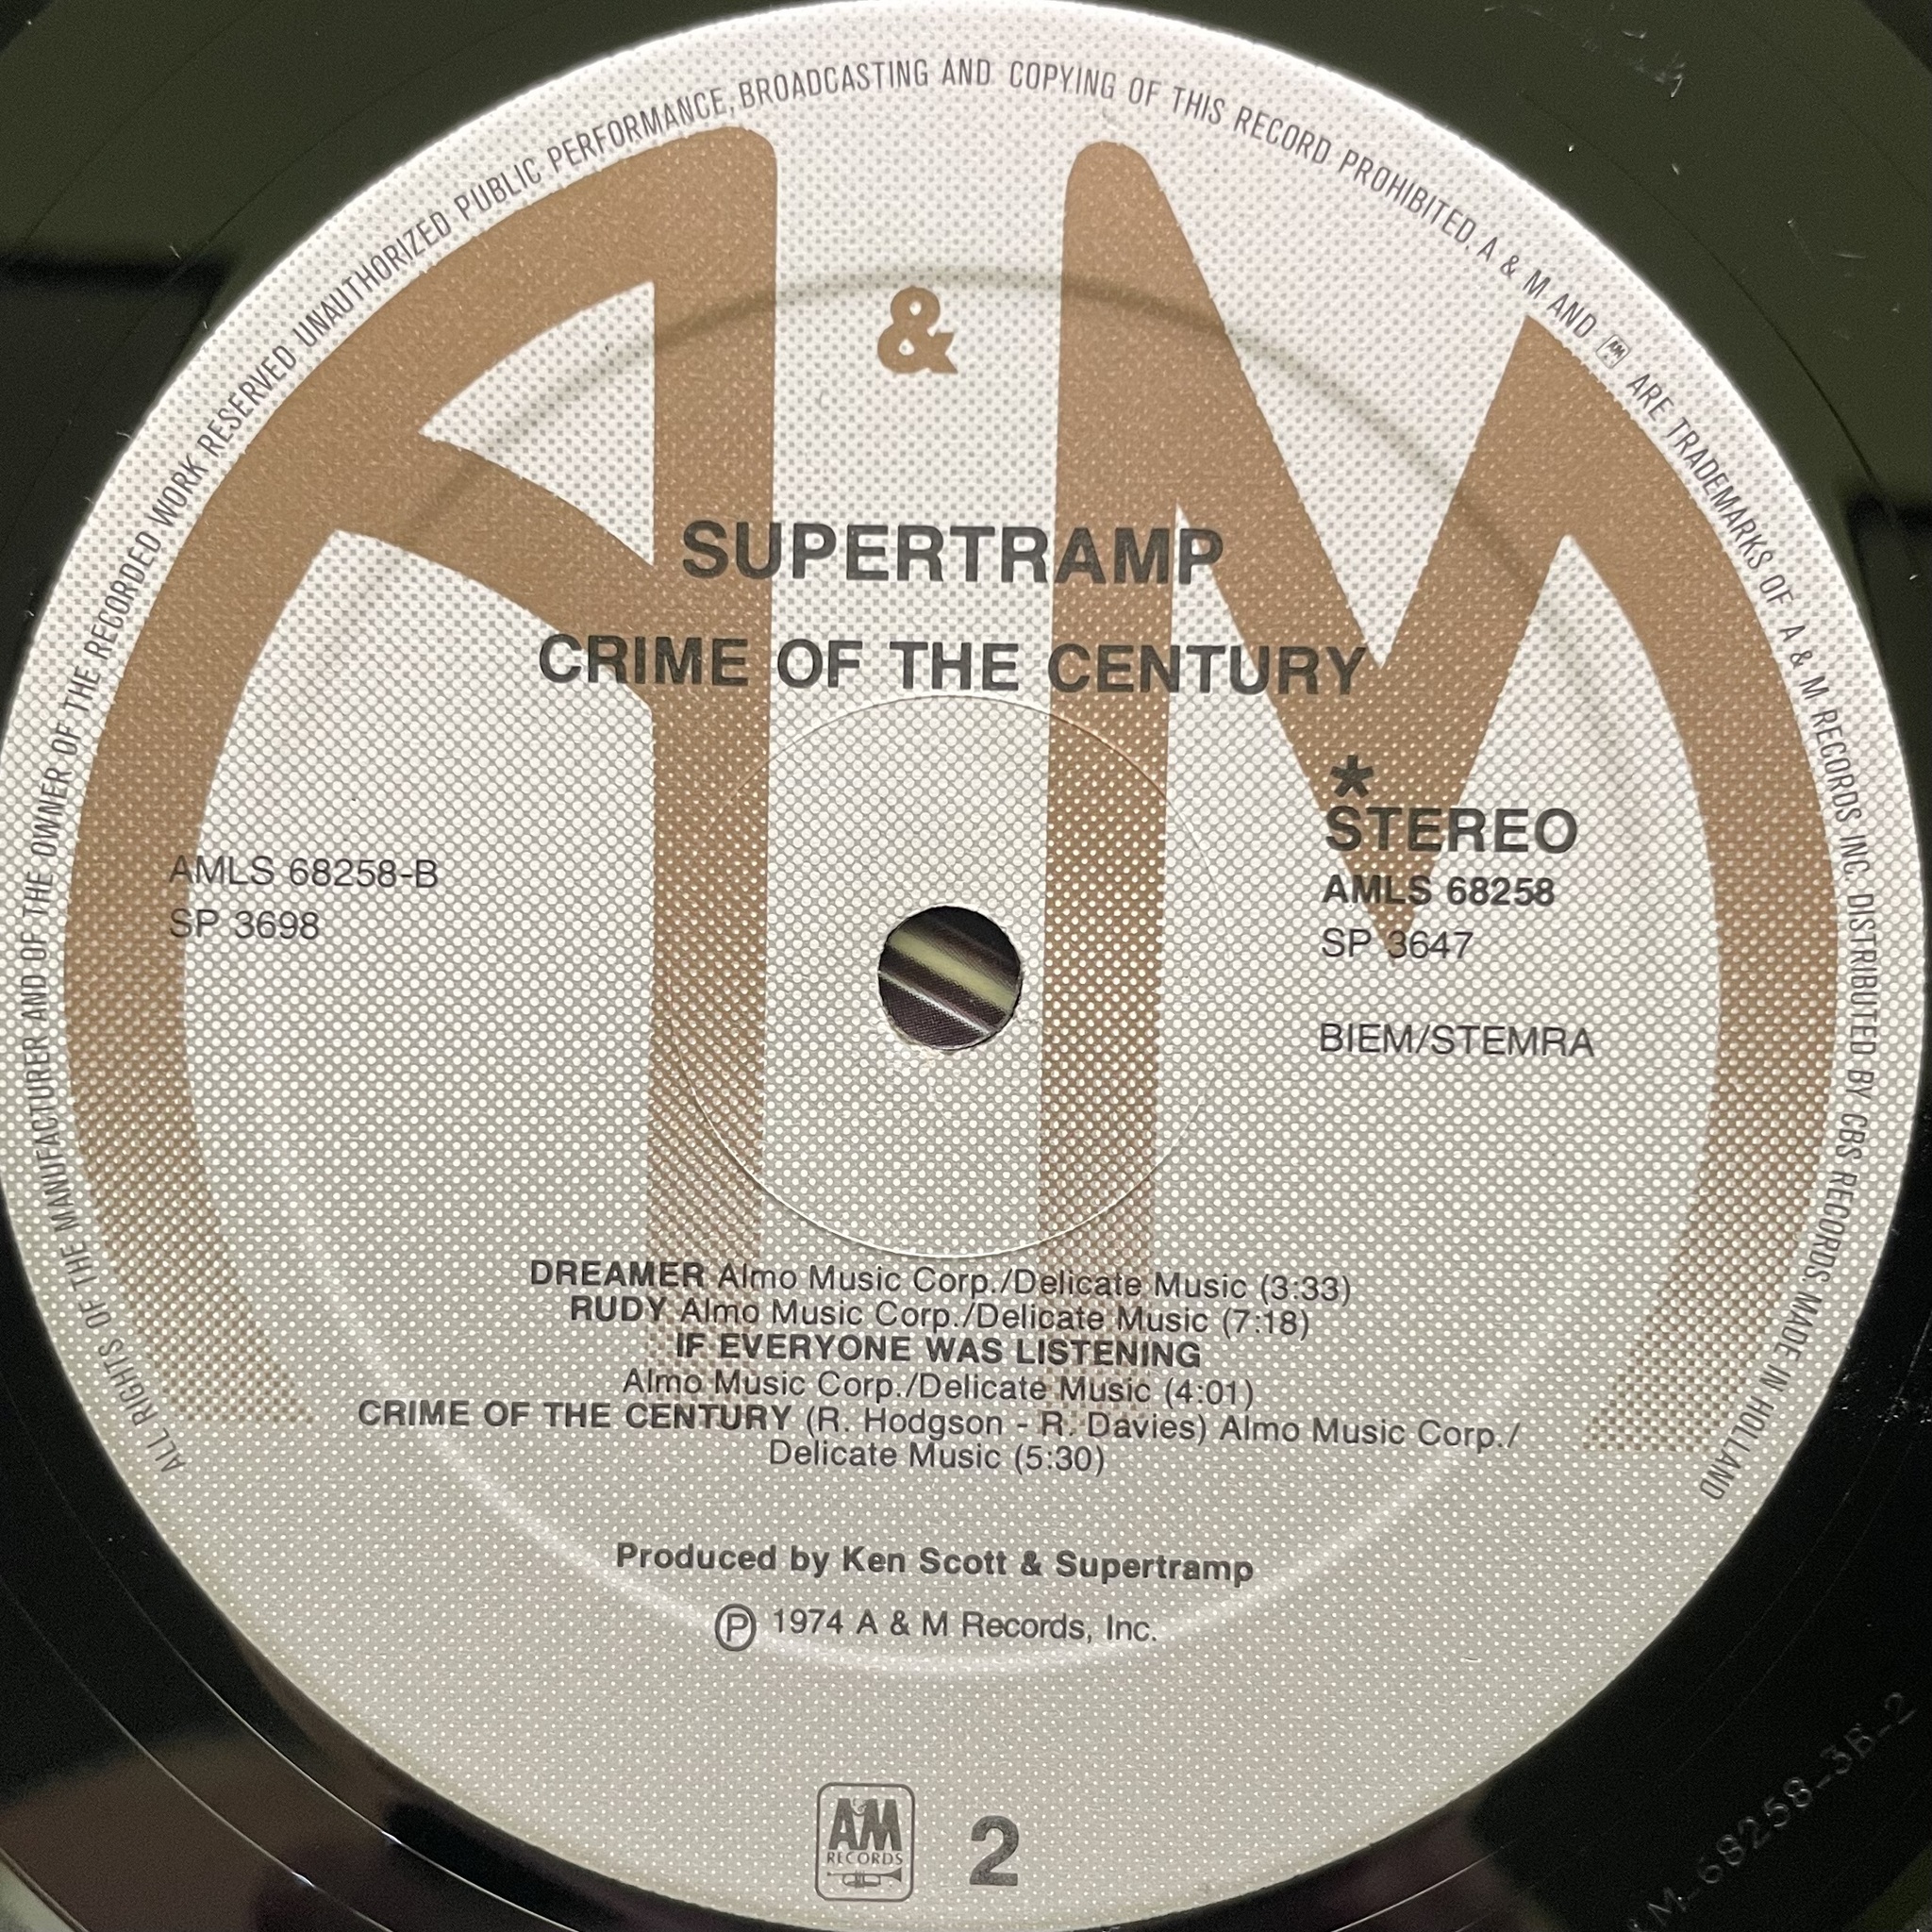 ALL RIGHTS OF THE MANUFACTURER AND OF THE OWNER OF THE RECORDED WORK RESERVED UNAUTHORIZED PUBLIC PERFORMANCE, BROADCASTING AND COPYING OF THIS RECORD PROHIBITED. A & M AND AM ARE TRADEMARKS OF A & M RECORDS INC. DISTRIBUTED BY CBS RECORDS. MADE IN HOLLAND
A & M
SUPERTRAMP
CRIME OF THE CENTURY
*
STEREO
AMLS 68258-B
SP 3698
AMLS 68258
SP 3647
BIEM/STEMRA
DREAMER Almo Music Corp./Delicate Music (3:33)
RUDY Almo Music Corp./Delicate Music (7:18)
IF EVERYONE WAS LISTENING
Almo Music Corp./Delicate Music (4:01)
CRIME OF THE CENTURY (R. Hodgson - R. Davies) Almo Music Corp./
Delicate Music (5:30)
Produced by Ken Scott & Supertramp
Ⓟ 1974 A & M Records, Inc.
A&M
RECORDS
2
AM-68258-3B-2